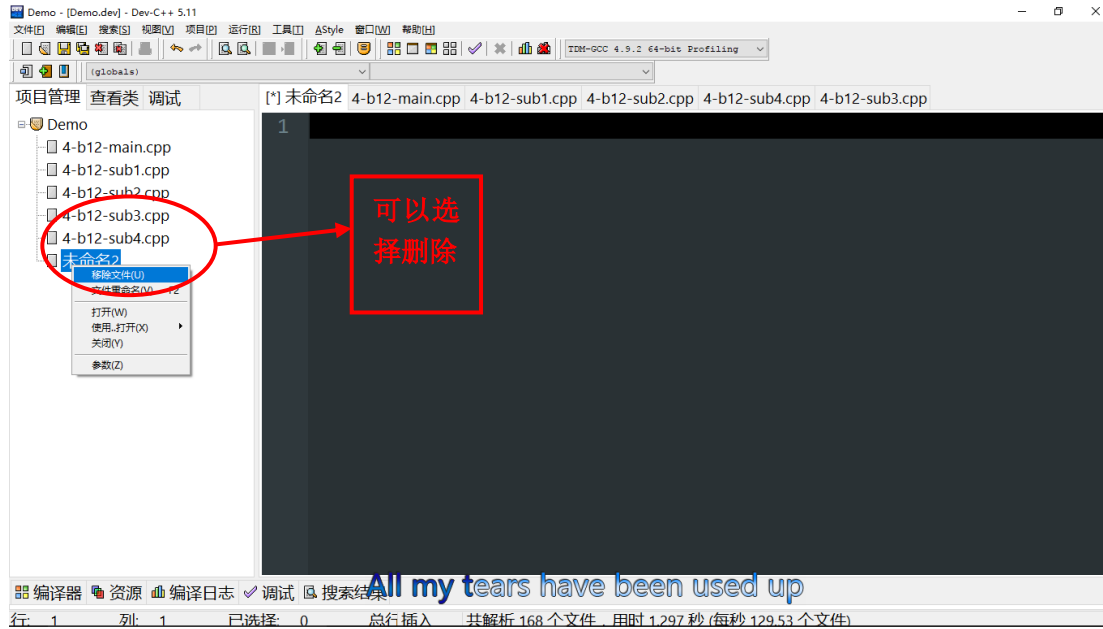 Demo - [Demo.dev] - Dev-C++ 5.11
文件[F] 编辑[E] 搜索[S] 视图[V] 项目[P] 运行[R] 工具[T] AStyle 窗口[W] 帮助[H]
TDM-GCC 4.9.2 64-bit Profiling
(globals)
项目管理 查看类 调试 [*] 未命名2 4-b12-main.cpp 4-b12-sub1.cpp 4-b12-sub2.cpp 4-b12-sub4.cpp 4-b12-sub3.cpp
Demo
1
4-b12-main.cpp
4-b12-sub1.cpp
4-b12-sub2.cpp
4-b12-sub3.cpp
4-b12-sub4.cpp
未命名2
移除文件(U)
文件重命名(V) F2
打开(W)
使用..打开(X)
关闭(Y)
参数(Z)
可以选
择删除
All my tears have been used up
编译器 资源 编译日志 调试 搜索结果
行: 1 列: 1 已选择: 0 总行 插入 共解析 168 个文件，用时 1.297 秒 (每秒 129.53 个文件)